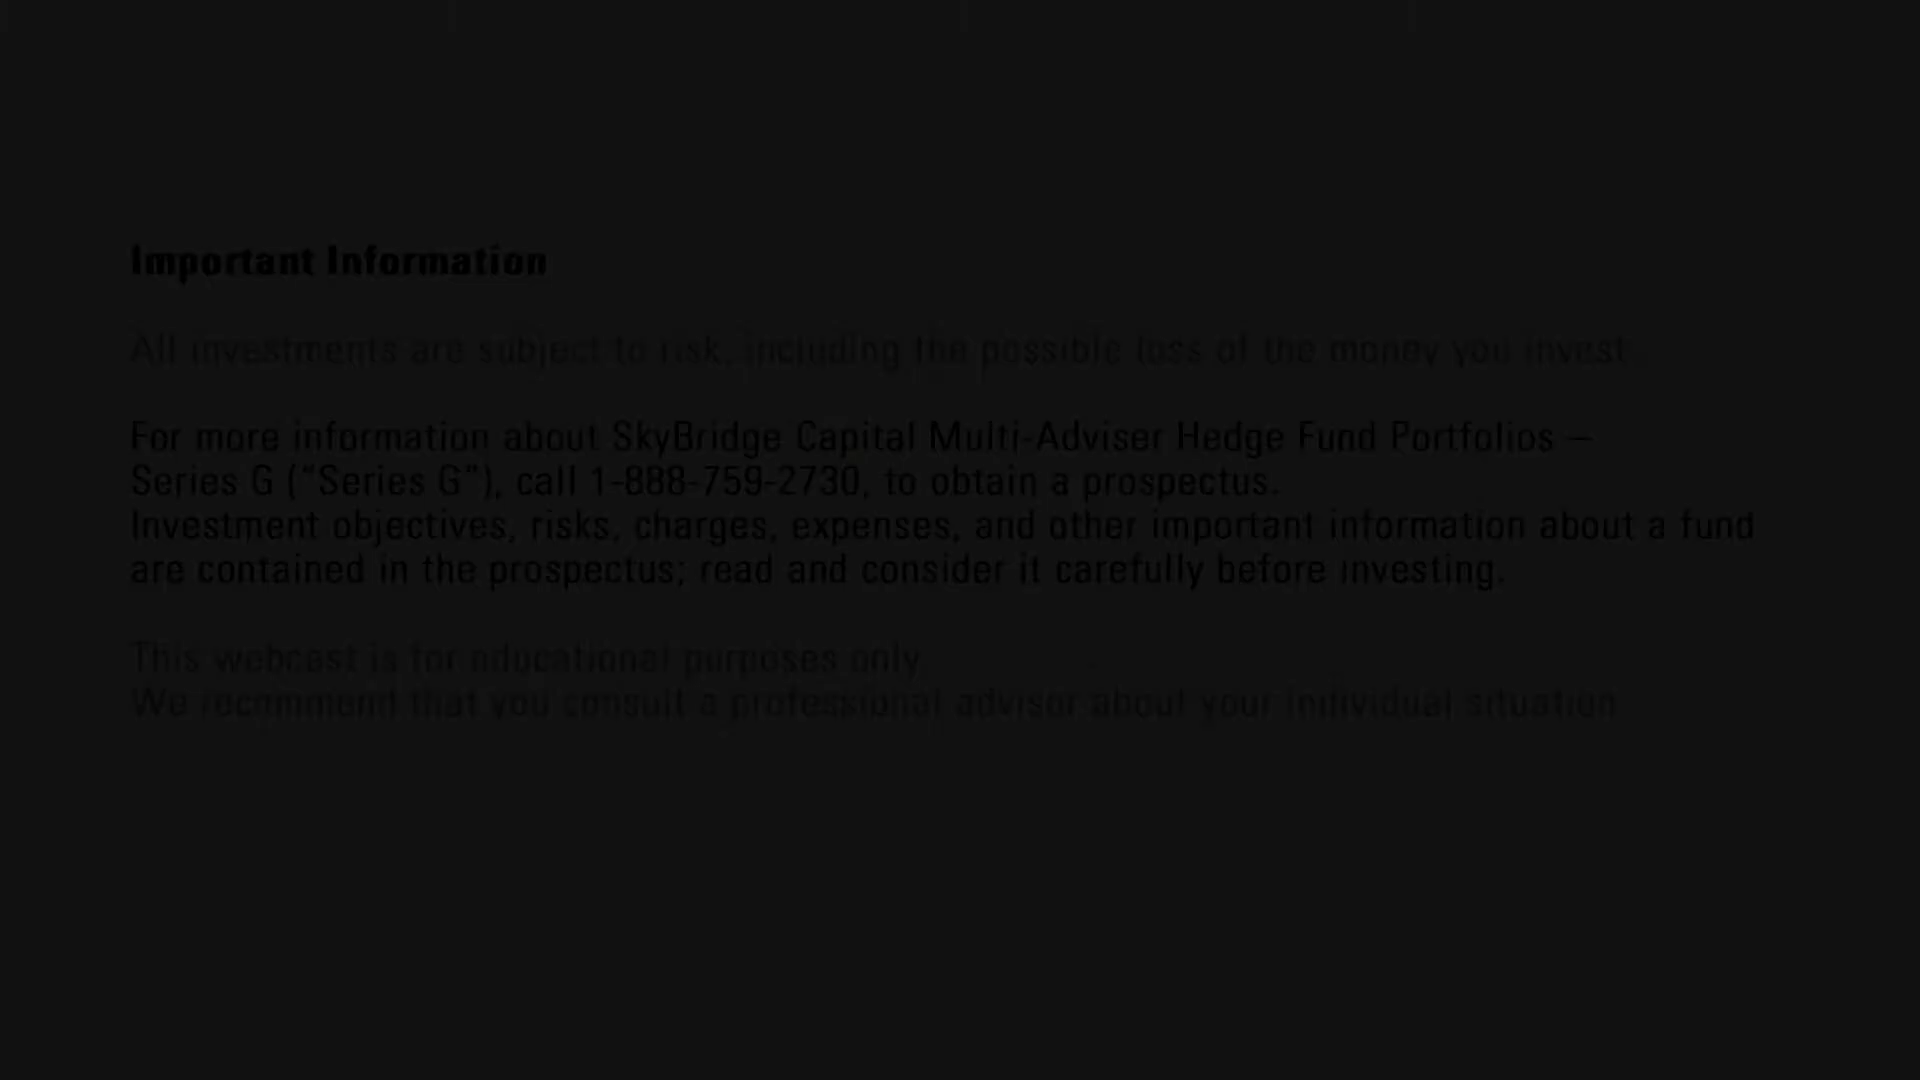 Important Information
All investments are subject to risk, including the possible loss of the money you invest.
For more information about SkyBridge Capital Multi-Adviser Hedge Fund Portfolios –
Series G ("Series G"), call 1-888-759-2730, to obtain a prospectus.
Investment objectives, risks, charges, expenses, and other important information about a fund
are contained in the prospectus; read and consider it carefully before investing.
This webcast is for educational purposes only.
We recommend that you consult a professional advisor about your individual situation